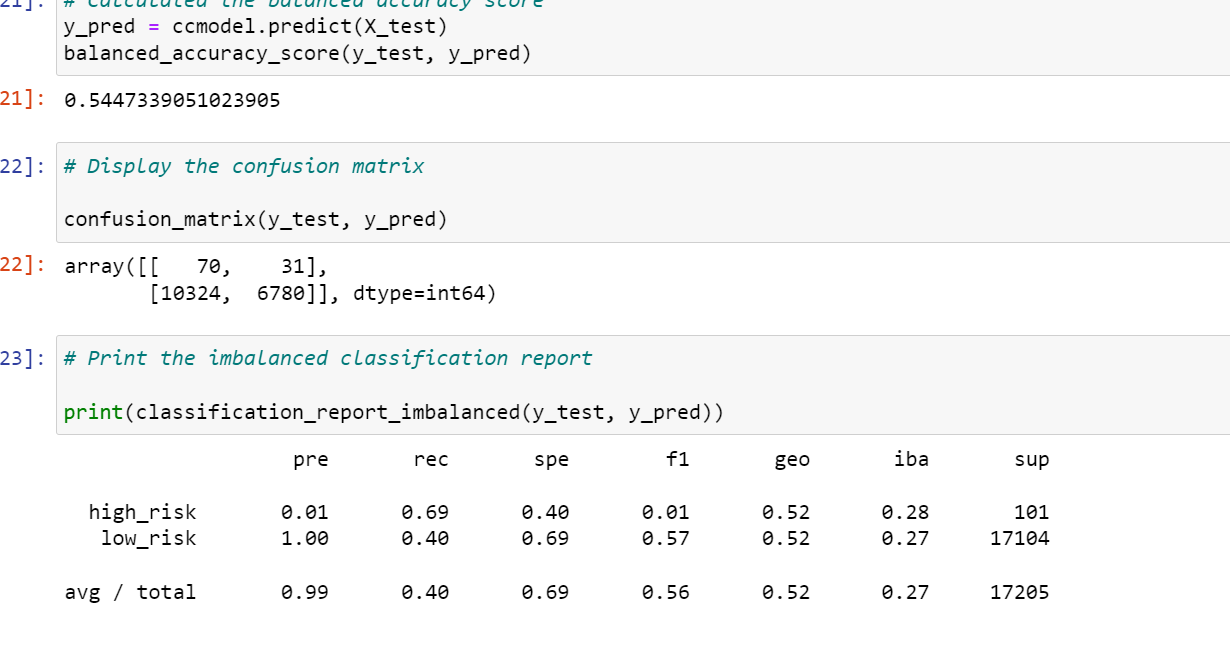 21]: # Calculated the balanced accuracy score
y_pred = ccmodel.predict(X_test)
balanced_accuracy_score(y_test, y_pred)
21]: 0.5447339051023905
22]: # Display the confusion matrix
confusion_matrix(y_test, y_pred)
22]: array([[   70,    31],
       [10324,  6780]], dtype=int64)
23]: # Print the imbalanced classification report
print(classification_report_imbalanced(y_test, y_pred))
pre rec spe f1 geo iba sup
high_risk 0.01 0.69 0.40 0.01 0.52 0.28 101
low_risk 1.00 0.40 0.69 0.57 0.52 0.27 17104
avg / total 0.99 0.40 0.69 0.56 0.52 0.27 17205